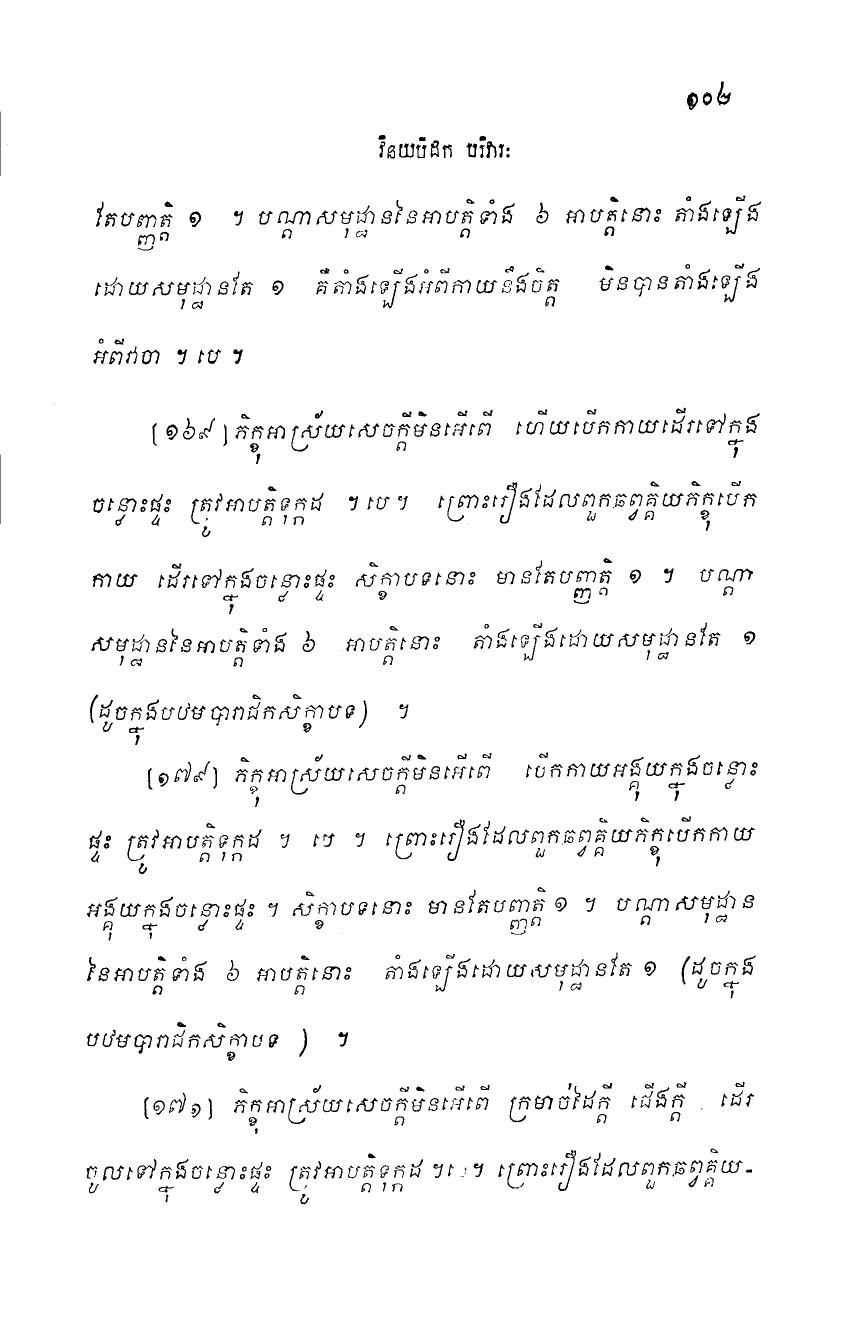 ១០២
វិនយបិដក បរិវារៈ
តែបញ្ញត្តិ ១ ។ បណ្តាសមុដ្ឋាននៃអាបត្តិទាំង ៦ អាបត្តិនោះ តាំងឡើង
ដោយសមុដ្ឋានតែ ១ គឺតាំងឡើងអំពីកាយនឹងចិត្ត មិនបានតាំងឡើង
អំពីវាចា ។ បេ ។
[១៦៩] ភិក្ខុអាស្រ័យសេចក្តីមិនអើពើ ហើយបើកកាយដើរទៅក្នុង
ចន្លោះផ្ទះ ត្រូវអាបត្តិទុក្កដ ។ បេ ។ ព្រោះរឿងដែលពួកឆព្វគ្គិយភិក្ខុបើក
កាយ ដើរទៅក្នុងចន្លោះផ្ទះ សិក្ខាបទនោះ មានតែបញ្ញត្តិ ១ ។ បណ្តា
សមុដ្ឋាននៃអាបត្តិទាំង ៦ អាបត្តិនោះ តាំងឡើងដោយសមុដ្ឋានតែ ១
(ដូចក្នុងបឋមបារាជិកសិក្ខាបទ) ។
[១៧៩] ភិក្ខុអាស្រ័យសេចក្តីមិនអើពើ បើកកាយអង្គុយក្នុងចន្លោះ
ផ្ទះ ត្រូវអាបត្តិទុក្កដ ។ បេ ។ ព្រោះរឿងដែលពួកឆព្វគ្គិយភិក្ខុបើកកាយ
អង្គុយក្នុងចន្លោះផ្ទះ ។ សិក្ខាបទនោះ មានតែបញ្ញត្តិ ១ ។ បណ្តាសមុដ្ឋាន
នៃអាបត្តិទាំង ៦ អាបត្តិនោះ តាំងឡើងដោយសមុដ្ឋានតែ ១ (ដូចក្នុង
បឋមបារាជិកសិក្ខាបទ ) ។
[១៧១] ភិក្ខុអាស្រ័យសេចក្តីមិនអើពើ ក្រមាច់ដៃក្តី ជើងក្តី ដើរ
ចូលទៅក្នុងចន្លោះផ្ទះ ត្រូវអាបត្តិទុក្កដ ។ ។ ព្រោះរឿងដែលពួកឆព្វគ្គិយ-